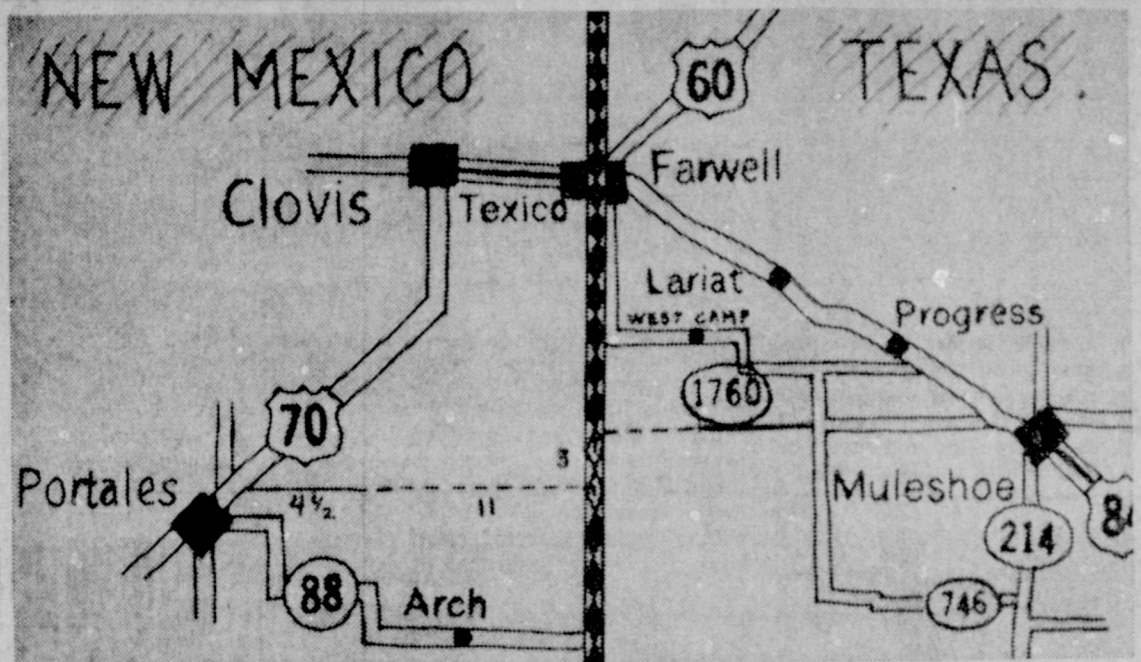 NEW MEXICO
TEXAS.
60
Farwell
Clovis
Texico
Lariat
WEST CAMP
Progress
1760
70
3
Portales
4½
11
Muleshoe
8
214
88
Arch
746